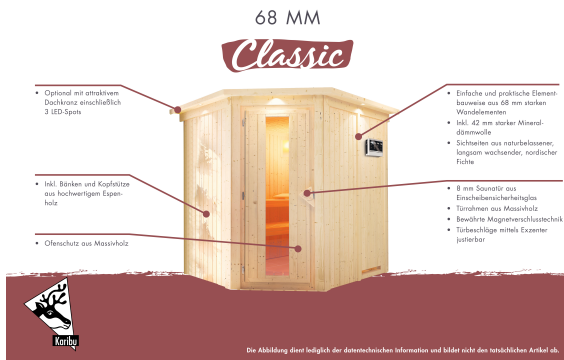 68 MM
Classic
• Optional mit attraktivem
Dachkranz einschließlich
3 LED-Spots
• Inkl. Bänken und Kopfstütze
aus hochwertigem Espen-
holz
• Ofenschutz aus Massivholz
• Einfache und praktische Element-
bauweise aus 68 mm starken
Wandelementen
• Inkl. 42 mm starker Mineral-
dämmwolle
• Sichtseiten aus naturbelassener,
langsam wachsender, nordischer
Fichte
• 8 mm Saunatür aus
Einscheibensicherheitsglas
• Türrahmen aus Massivholz
• Bewährte Magnetverschlusstechnik
• Türbeschläge mittels Exzenter
justierbar
Karibu
Die Abbildung dient lediglich der datentechnischen Information und bildet nicht den tatsächlichen Artikel ab.